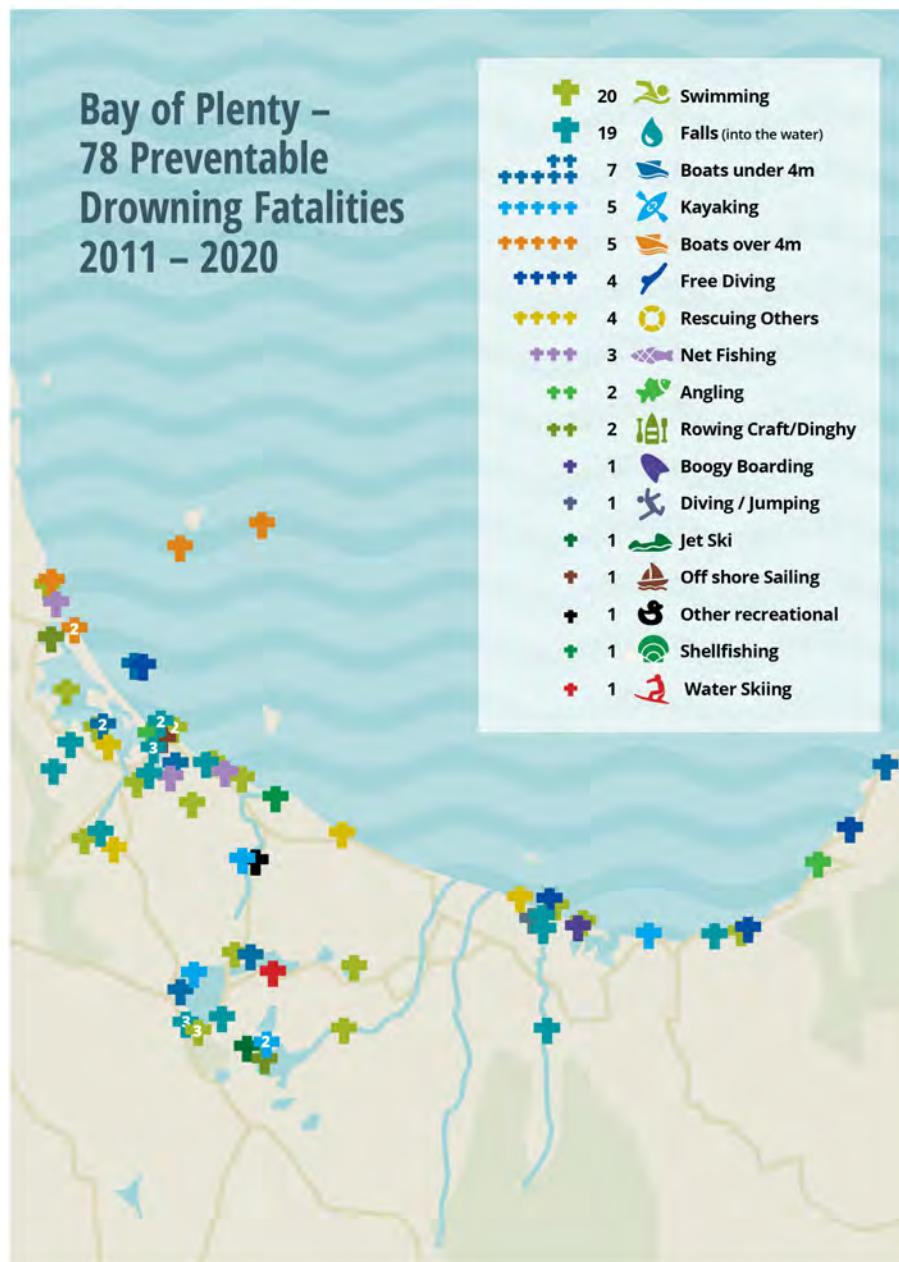 Bay of Plenty –
78 Preventable
Drowning Fatalities
2011 – 2020
20 Swimming
19 Falls (into the water)
7 Boats under 4m
5 Kayaking
5 Boats over 4m
4 Free Diving
4 Rescuing Others
3 Net Fishing
2 Angling
2 Rowing Craft/Dinghy
1 Boogy Boarding
1 Diving / Jumping
1 Jet Ski
1 Off shore Sailing
1 Other recreational
1 Shellfishing
1 Water Skiing
2
2
2
2
3
3
3
2